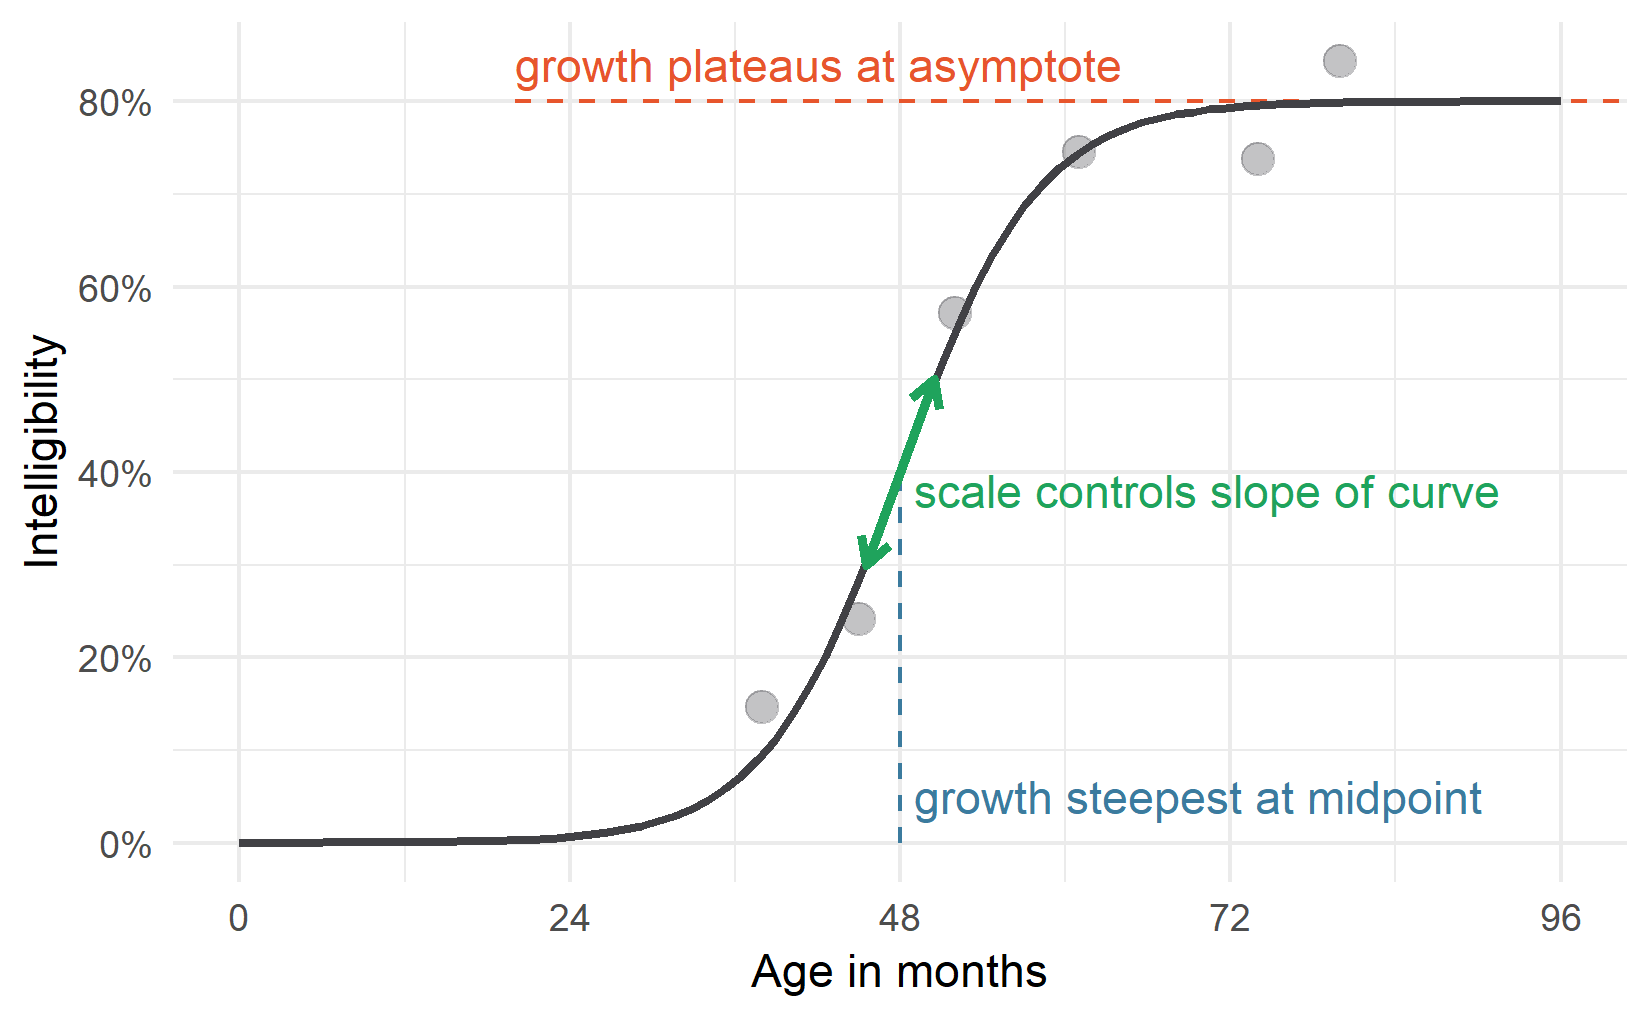 growth plateaus at asymptote
80%
60%
40%
20%
0%
Intelligibility
scale controls slope of curve
growth steepest at midpoint
0 24 48 72 96
Age in months